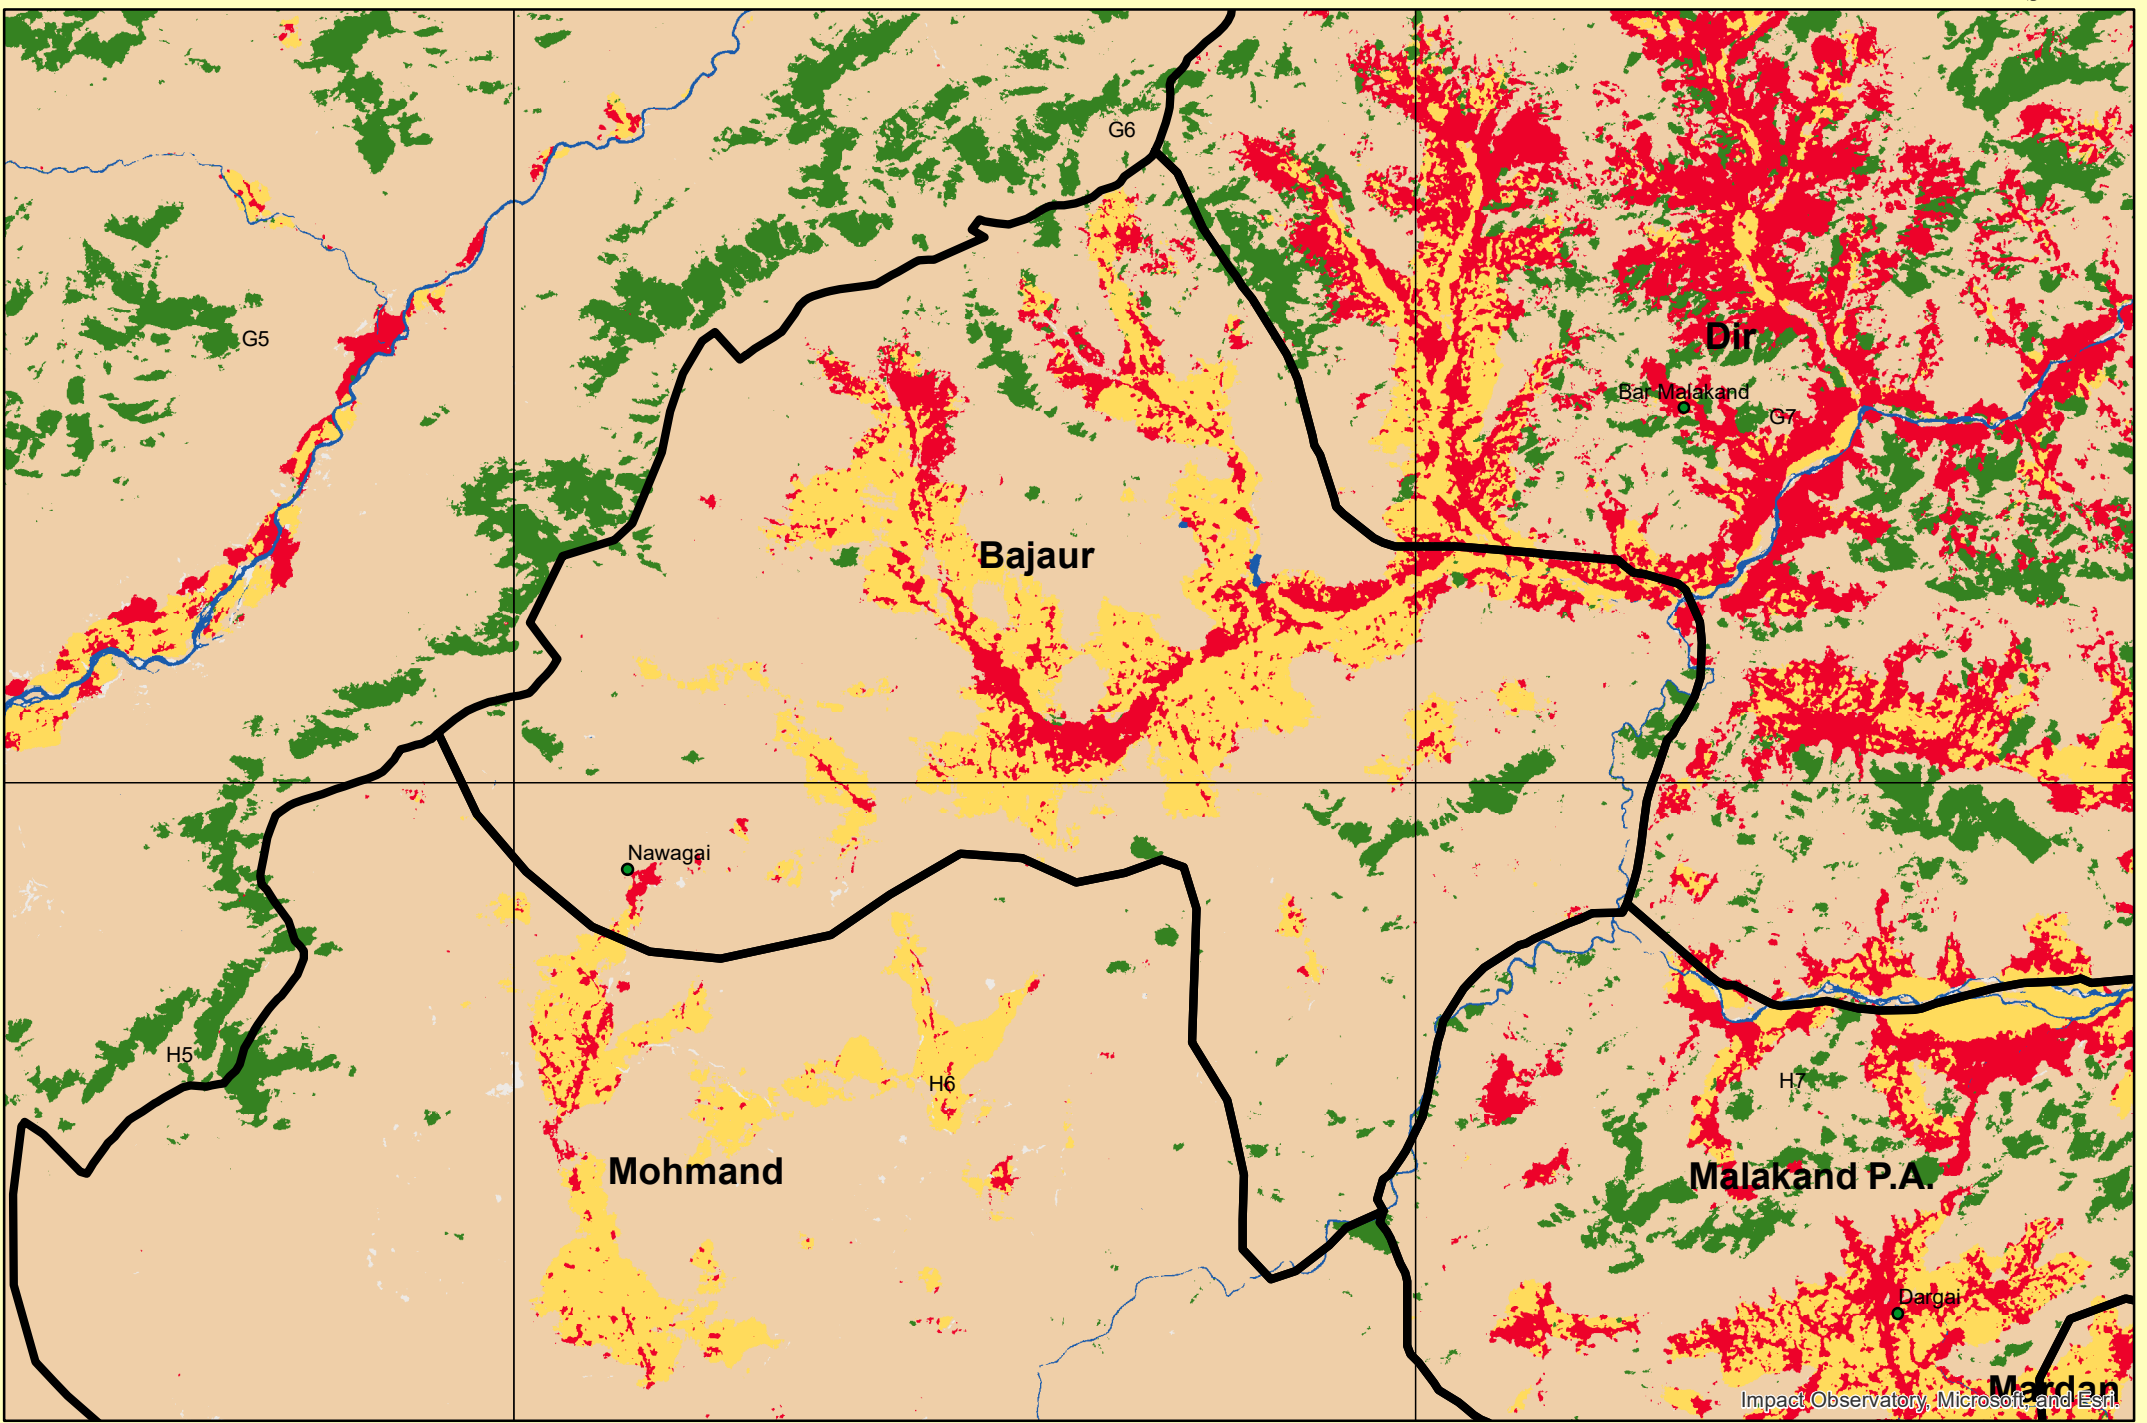 G6
G5
Dir
Bar Malakand
G7
Bajaur
Nawagai
H5
H6
H7
Mohmand
Malakand P.A.
Dargai
Mardan
Impact Observatory, Microsoft, and Esri.